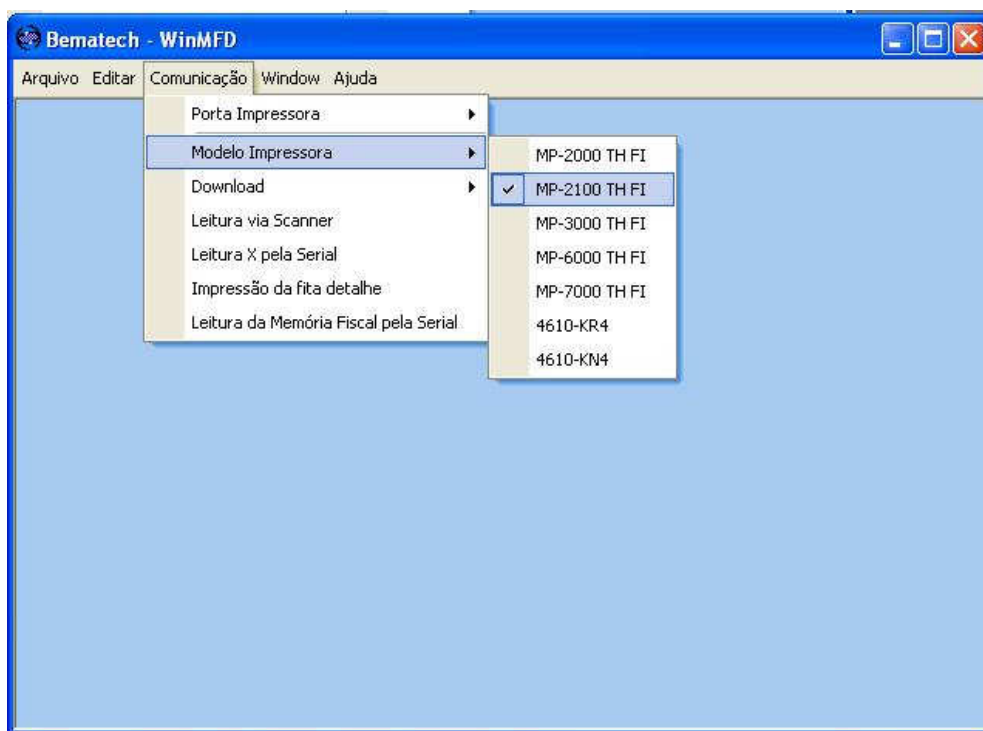 Bematech - WinMFD
Arquivo Editar Comunicação Window Ajuda
Porta Impressora
Modelo Impressora
Download
Leitura via Scanner
Leitura X pela Serial
Impressão da fita detalhe
Leitura da Memória Fiscal pela Serial
MP-2000 TH FI
MP-2100 TH FI
MP-3000 TH FI
MP-6000 TH FI
MP-7000 TH FI
4610-KR4
4610-KN4